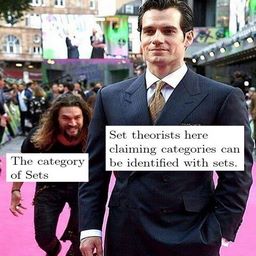 Set theorists here
claiming categories can
be identified with sets.
The category
of Sets